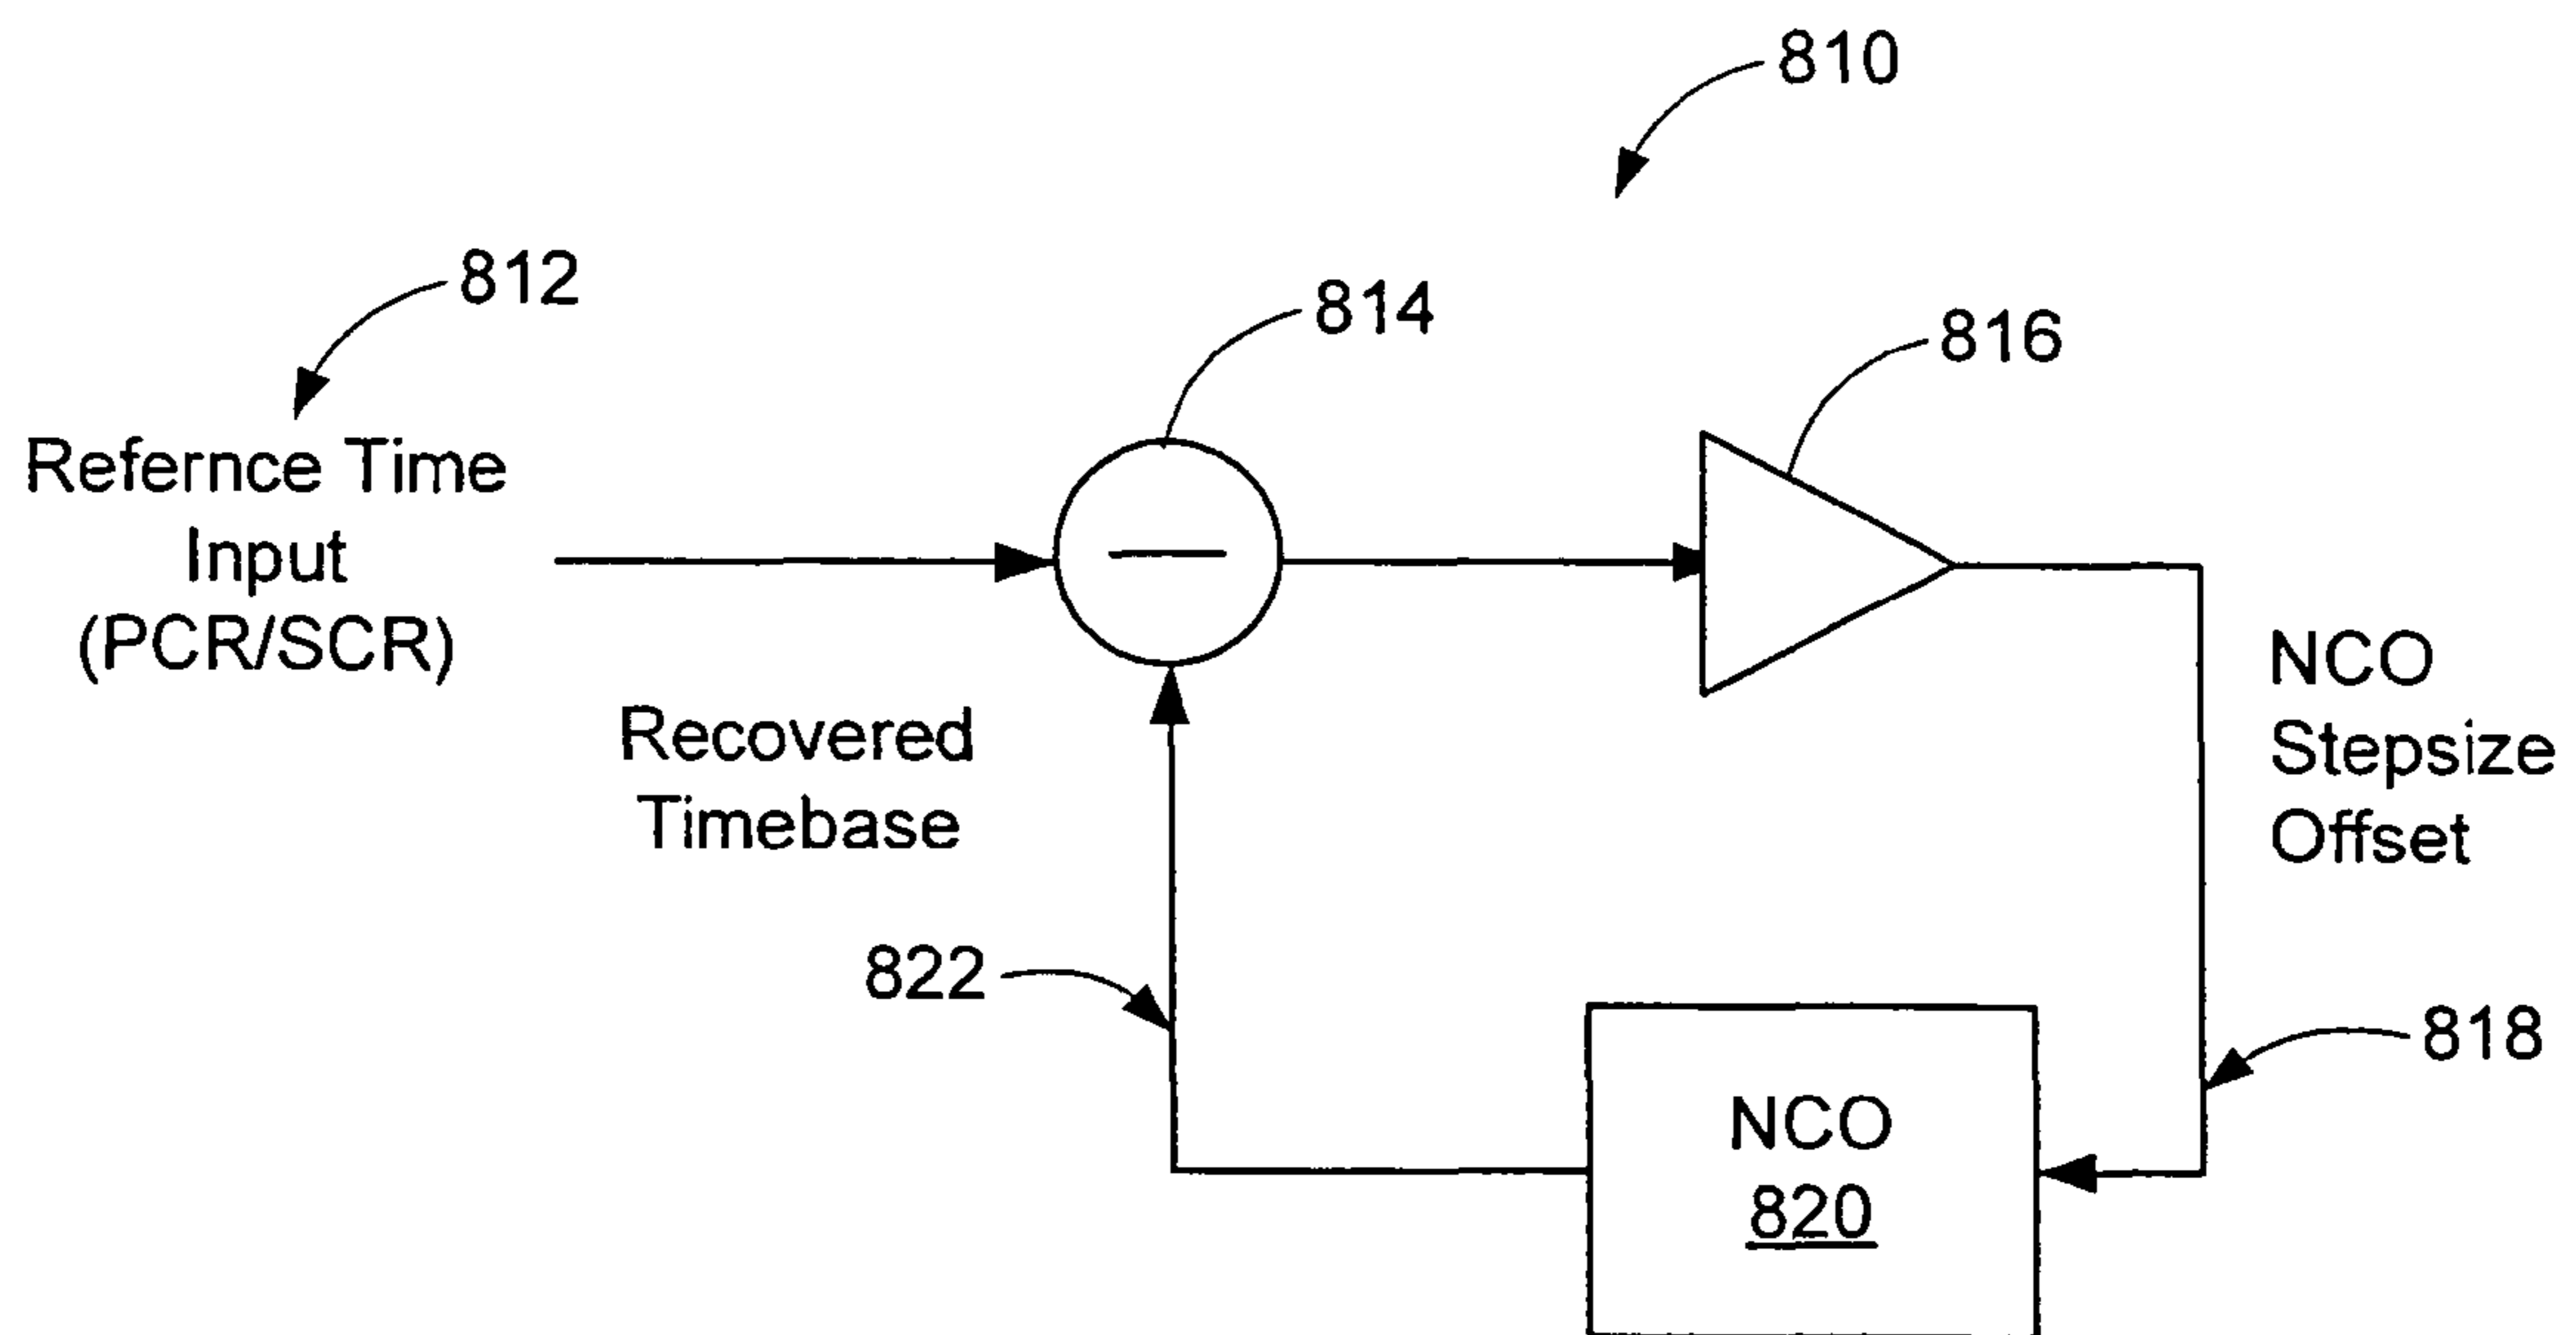 810
812
814
816
Refernce Time
Input
(PCR/SCR)
Recovered
Timebase
NCO
Stepsize
Offset
822
818
NCO
820